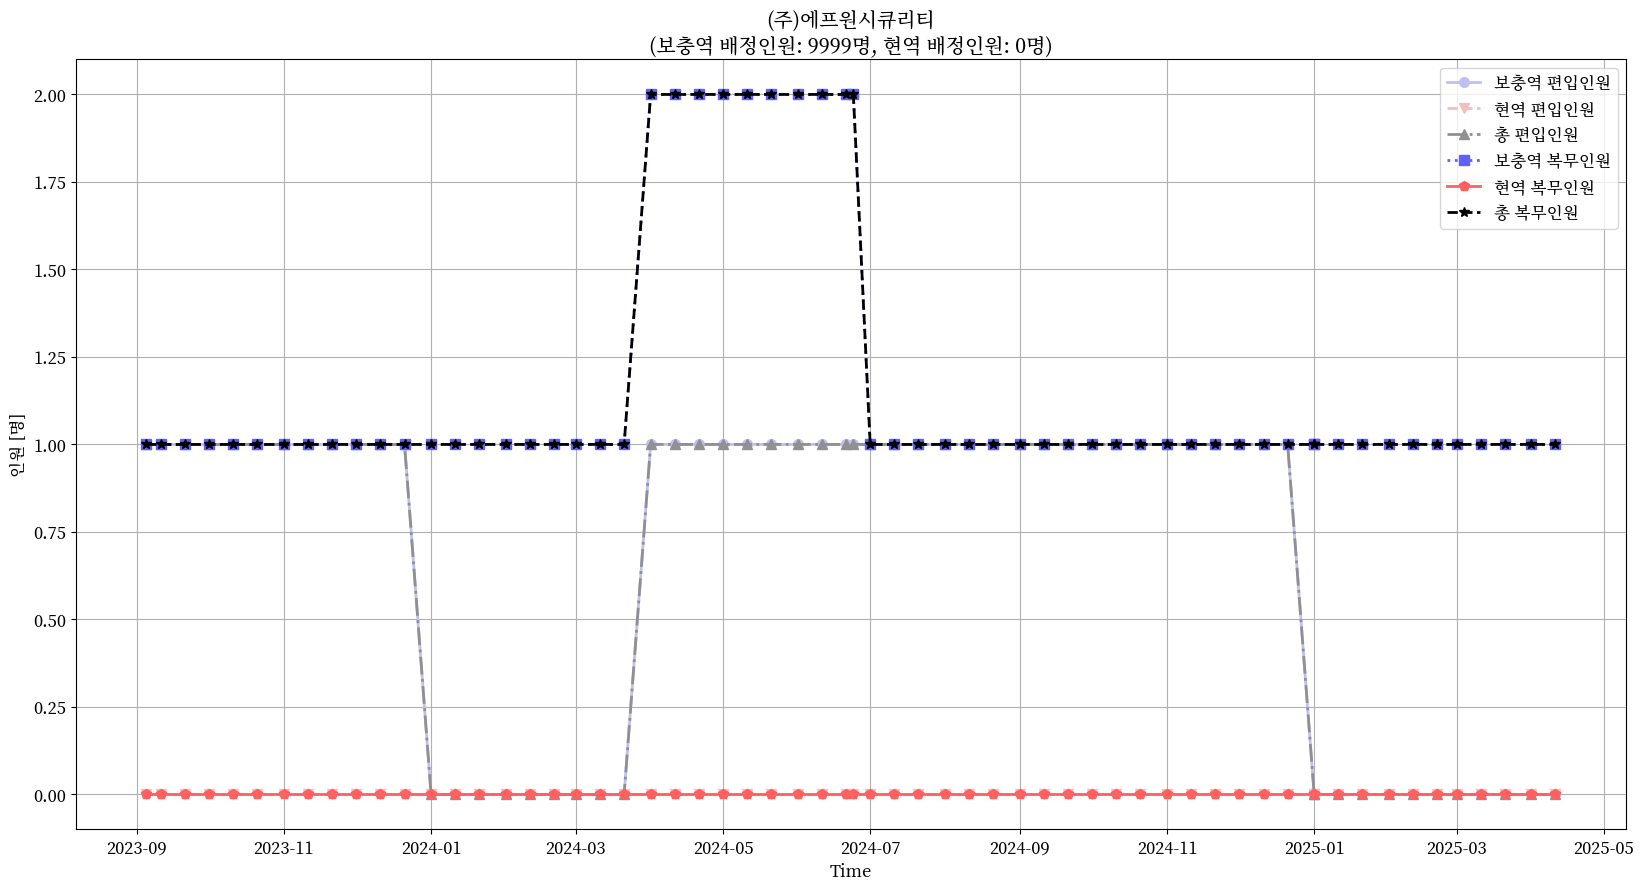 (주)에프원시큐리티
(보충역 배정인원: 9999명, 현역 배정인원: 0명)
보충역 편입인원
현역 편입인원
총 편입인원
보충역 복무인원
현역 복무인원
총 복무인원
인원 [명]
2.00
1.75
1.50
1.25
1.00
0.75
0.50
0.25
0.00
2023-09
2023-11
2024-01
2024-03
2024-05
2024-07
2024-09
2024-11
2025-01
2025-03
2025-05
Time